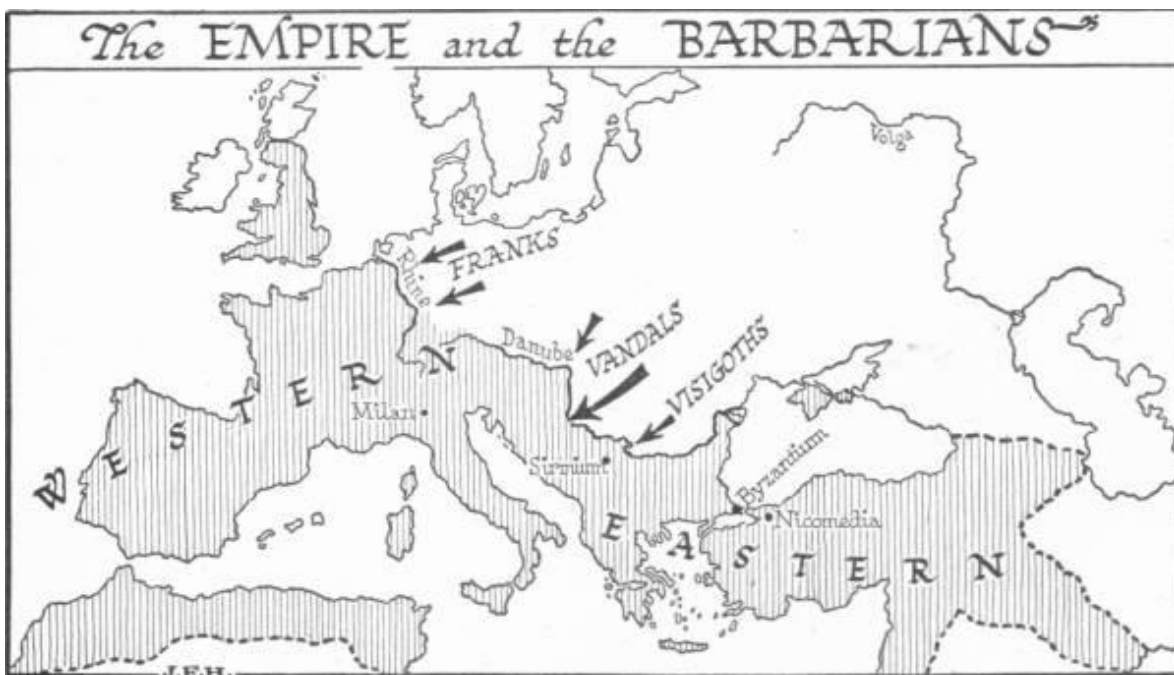 The EMPIRE and the BARBARIANS
Volga
Rhine
FRANKS
Danube
VANDALS
VISIGOTHS
WESTERN
Milan
Sirmium
Byzantium
Nicomedia
EASTERN
J.F.H.